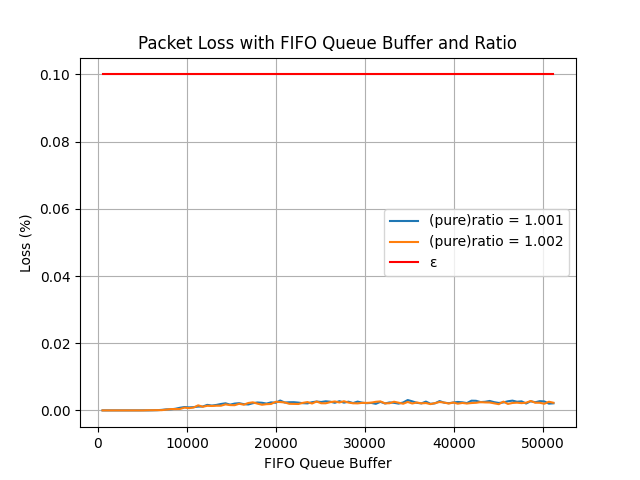 Packet Loss with FIFO Queue Buffer and Ratio
0.10
0.08
0.06
0.04
0.02
0.00
Loss (%)
(pure)ratio = 1.001
(pure)ratio = 1.002
ε
0 10000 20000 30000 40000 50000
FIFO Queue Buffer